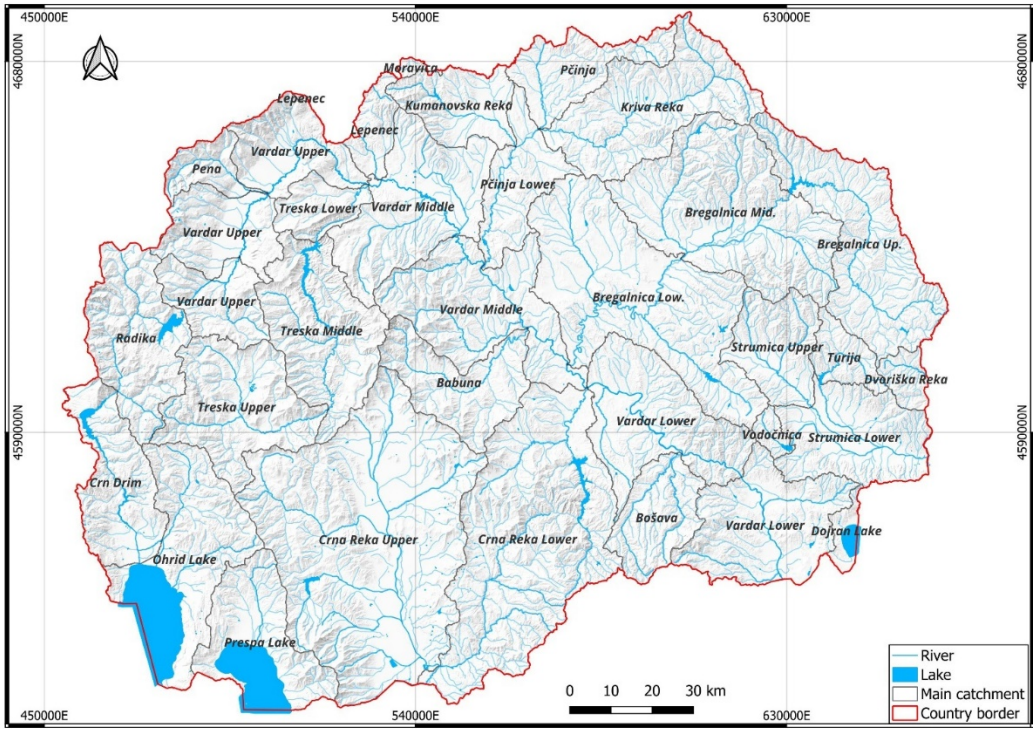 450000E
540000E
630000E
4680000N
4680000N
Moravica
Pčinja
Lepenec
Kumanovska Reka
Kriva Reka
Lepenec
Vardar Upper
Pena
Pčinja Lower
Treska Lower
Vardar Middle
Bregalnica Mid.
Vardar Upper
Bregalnica Up.
Vardar Upper
Bregalnica Low.
Vardar Middle
Radika
Treska Middle
Strumica Upper
Turija
Babuna
Dvoriška Reka
Treska Upper
Vardar Lower
4590000N
4590000N
Vodočnica
Strumica Lower
Crn Drim
Bošava
Vardar Lower
Dojran Lake
Crna Reka Upper
Crna Reka Lower
Ohrid Lake
Prespa Lake
River
Lake
Main catchment
Country border
0 10 20 30 km
450000E
540000E
630000E